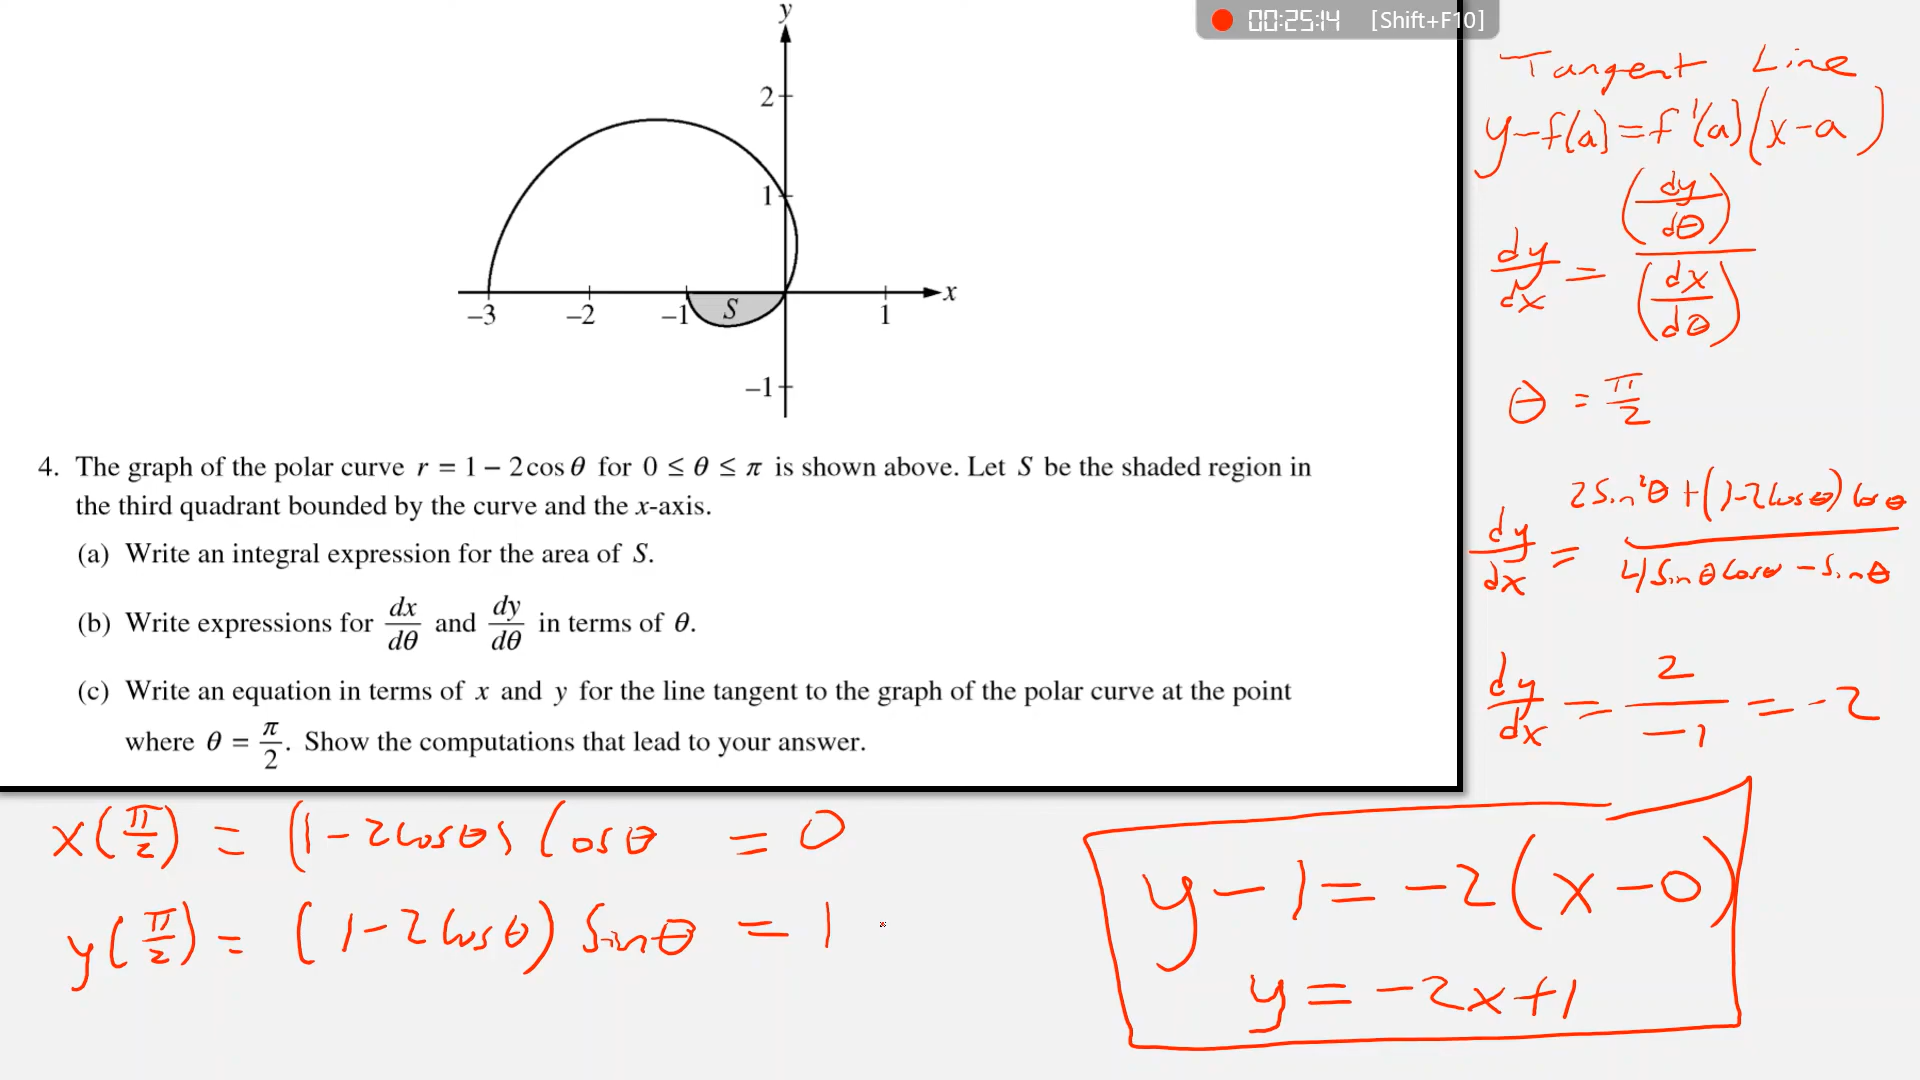 00:25:14 [Shift+F10]
y
2
1
x
−3 −2 −1 S 1
−1
4. The graph of the polar curve r = 1 − 2 cos θ for 0 ≤ θ ≤ π is shown above. Let S be the shaded region in
the third quadrant bounded by the curve and the x-axis.
(a) Write an integral expression for the area of S.
(b) Write expressions for dx/dθ and dy/dθ in terms of θ.
(c) Write an equation in terms of x and y for the line tangent to the graph of the polar curve at the point
where θ = π/2. Show the computations that lead to your answer.
Tangent Line
y-f(a)=f'(a)(x-a)
dy/dx = (dy/dθ)/(dx/dθ)
θ = π/2
dy/dx = (2Sin²θ+(1-2Cosθ)Cosθ)/(4Sinθ Cosθ - Sinθ)
dy/dx = 2/-1 = -2
x(π/2) = (1-2Cosθ) Cosθ = 0
y(π/2) = (1-2Cosθ) Sinθ = 1
y-1=-2(x-0)
y=-2x+1